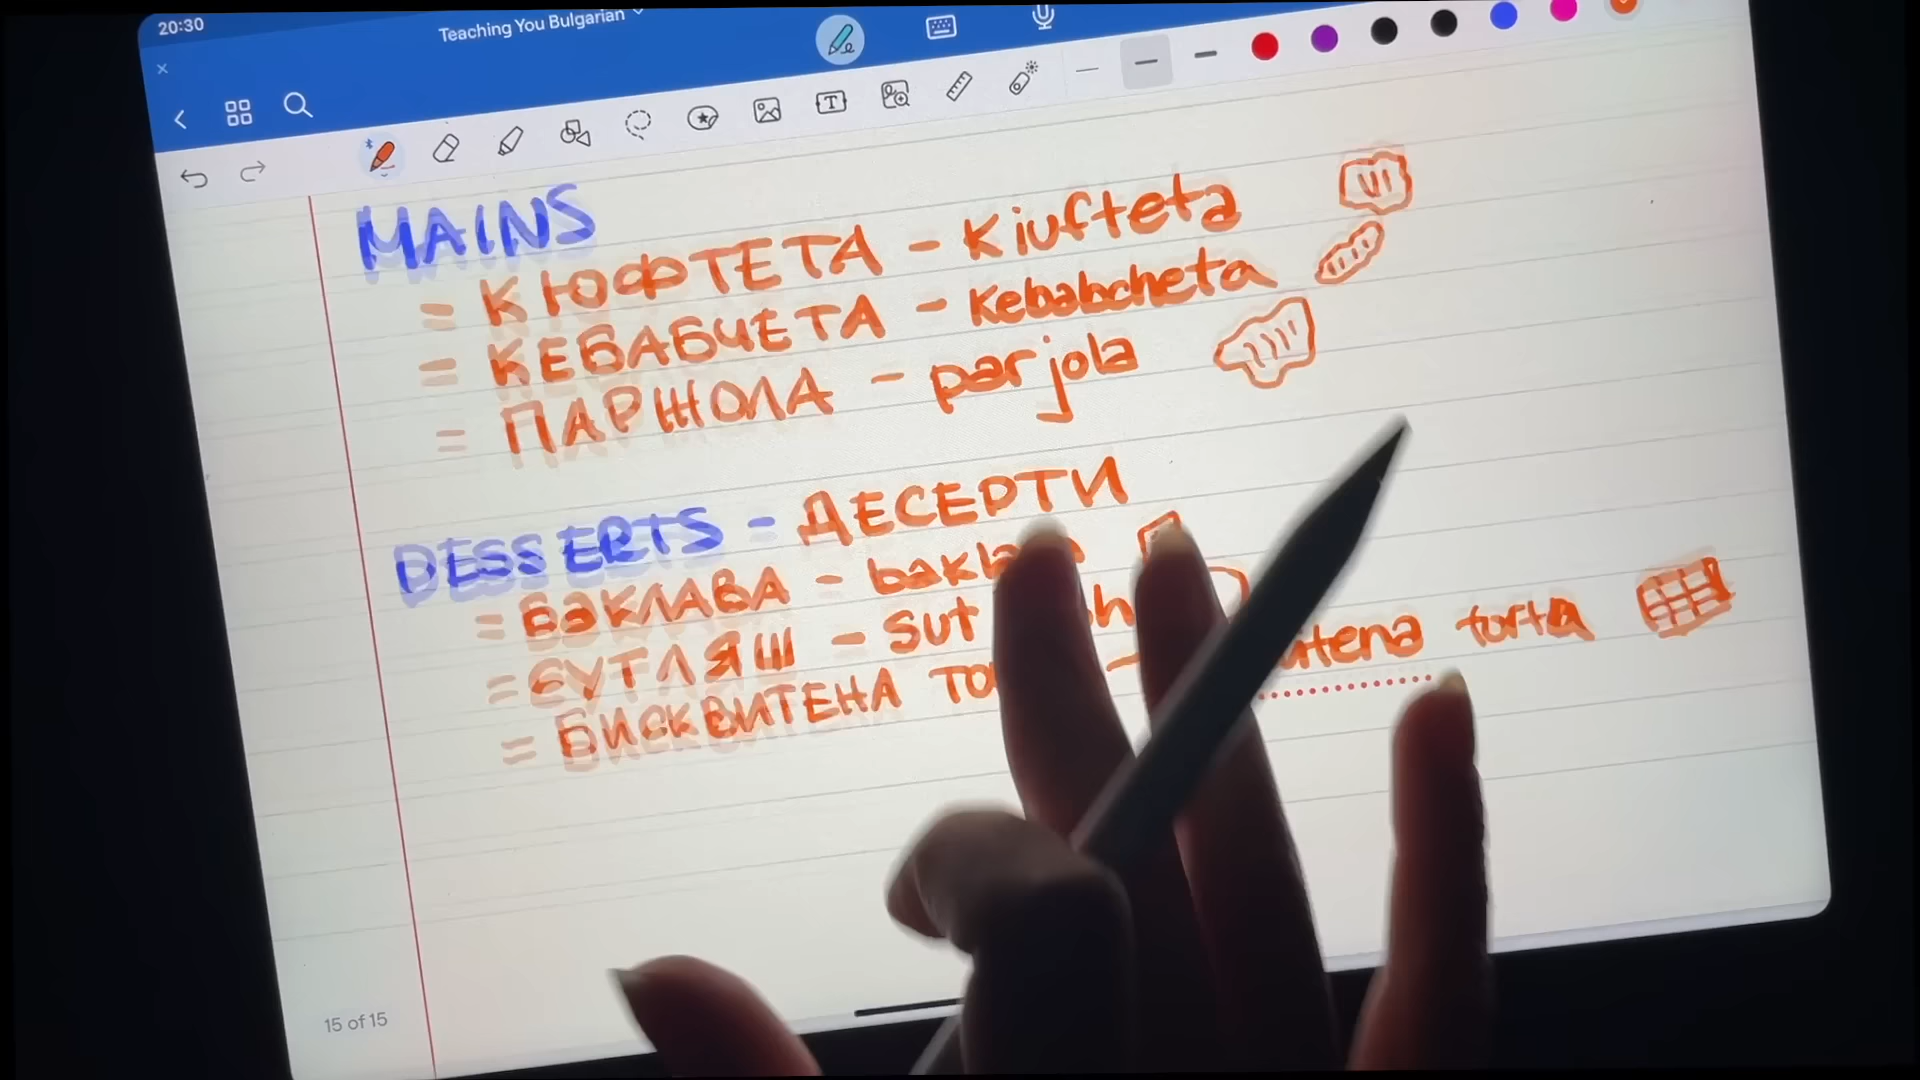 20:30
Teaching You Bulgarian
MAINS
= КЮФТЕТА - Kiufteta
= КЕБАБЧЕТА - Kebabcheta
= ПАРЖОЛА - parjola
DESSERTS - ДЕСЕРТИ
= БАКЛАВА -
= СУТЛЯШ - sut
= БИСКВИТЕНА - torta
15 of 15